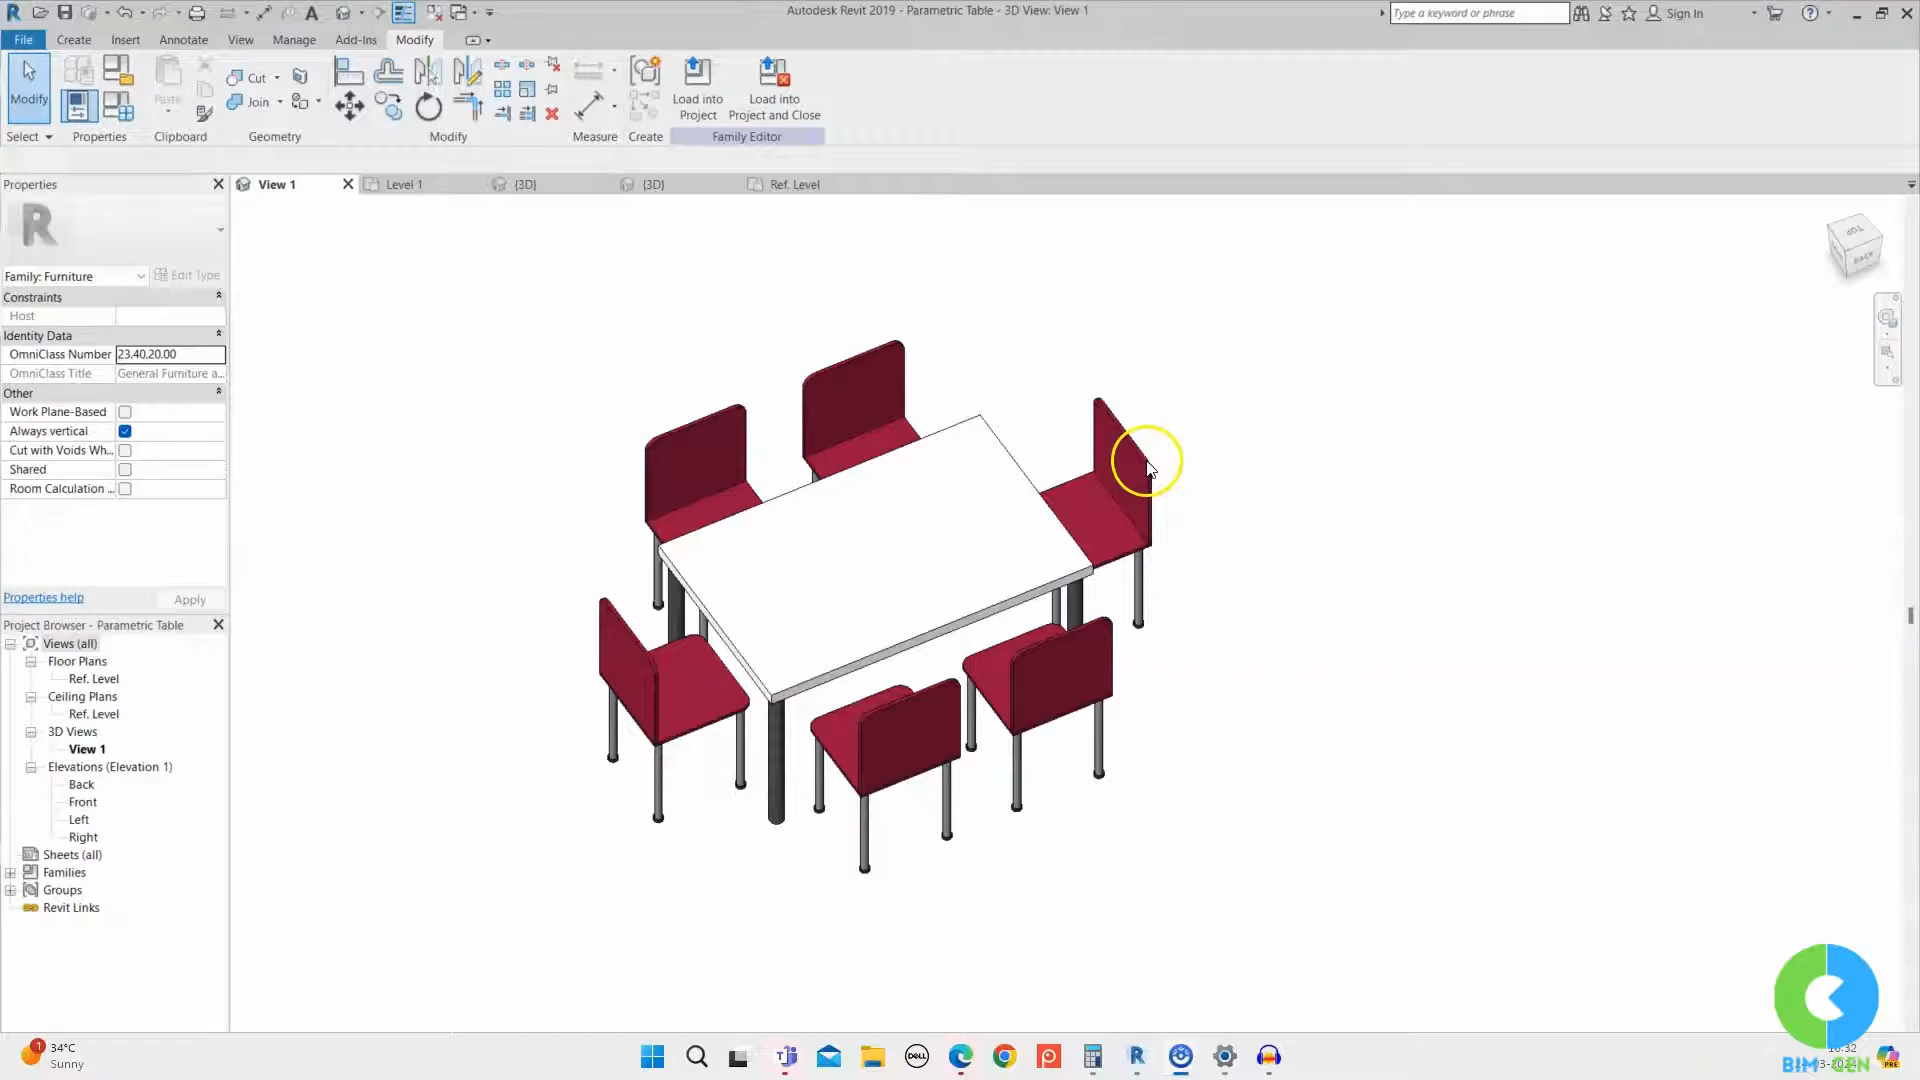 Autodesk Revit 2019 - Parametric Table - 3D View: View 1
Type a keyword or phrase
Sign In
File Create Insert Annotate View Manage Add-Ins Modify
Modify
Paste
Cut
Join
Load into Project
Load into Project and Close
Select Properties Clipboard Geometry Modify Measure Create Family Editor
Properties
View 1
Level 1
{3D}
{3D}
Ref. Level
TOP
BACK
Family: Furniture
Edit Type
Constraints
Host
Identity Data
OmniClass Number 23.40.20.00
OmniClass Title General Furniture a...
Other
Work Plane-Based
Always vertical
Cut with Voids Wh...
Shared
Room Calculation ...
Properties help
Apply
Project Browser - Parametric Table
Views (all)
Floor Plans
Ref. Level
Ceiling Plans
Ref. Level
3D Views
View 1
Elevations (Elevation 1)
Back
Front
Left
Right
Sheets (all)
Families
Groups
Revit Links
1
34°C
Sunny
DELL
PRE